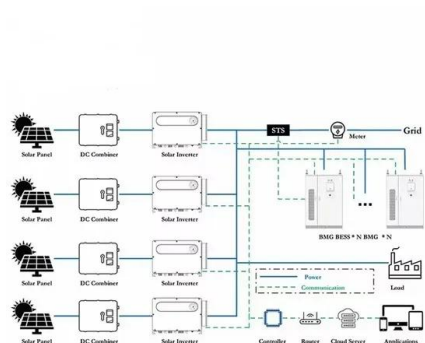 STS
Meter
Grid
Solar Panel
DC Combiner
Solar Inverter
BMG BESS * N BMG * N
Solar Panel
DC Combiner
Solar Inverter
Solar Panel
DC Combiner
Solar Inverter
Power
Communication
Load
Solar Panel
DC Combiner
Solar Inverter
Controller
Router
Cloud Server
Applications